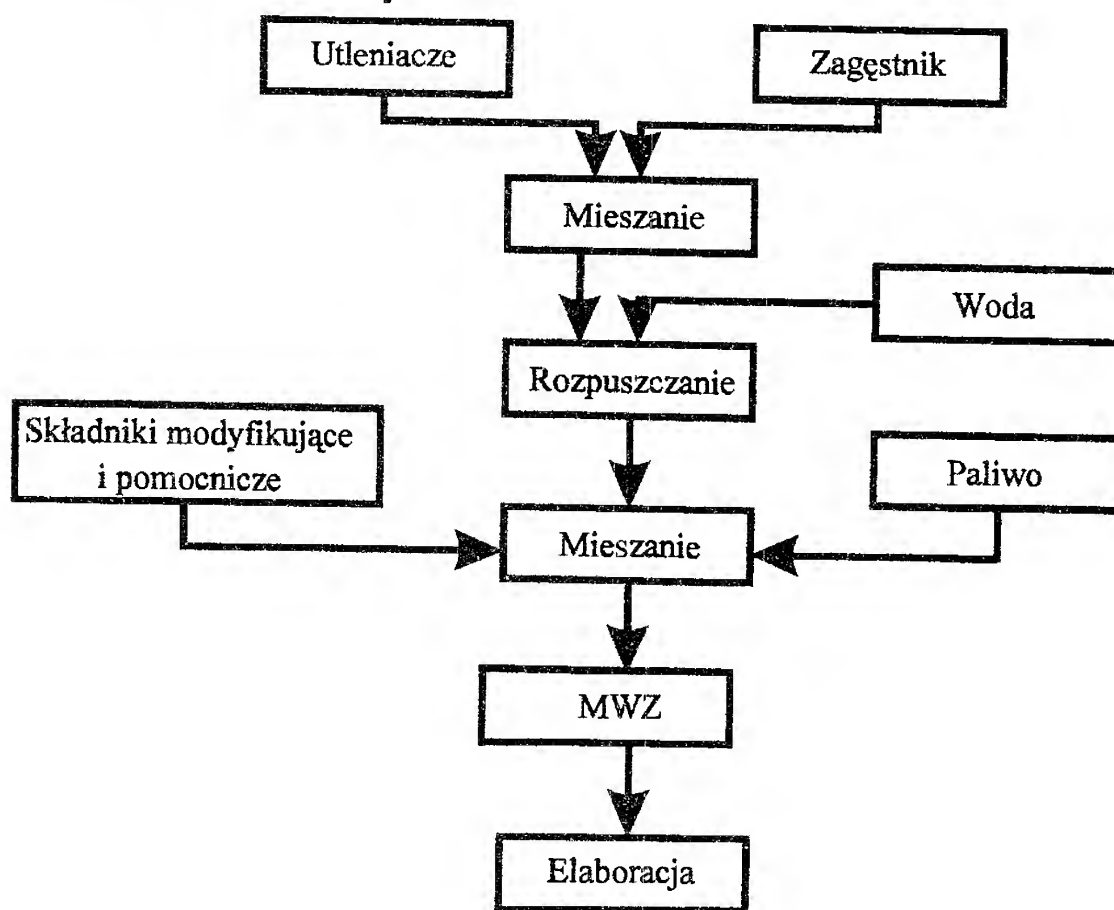 Utleniacze
Zagęstnik
Mieszanie
Woda
Rozpuszczanie
Składniki modyfikujące
i pomocnicze
Paliwo
Mieszanie
MWZ
Elaboracja